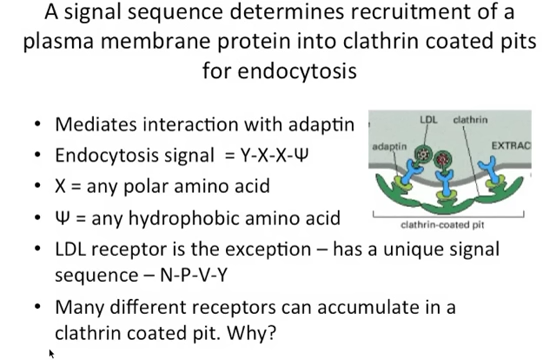 A signal sequence determines recruitment of a
plasma membrane protein into clathrin coated pits
for endocytosis
• Mediates interaction with adaptin
• Endocytosis signal = Y-X-X-Ψ
• X = any polar amino acid
• Ψ = any hydrophobic amino acid
• LDL receptor is the exception – has a unique signal
sequence – N-P-V-Y
• Many different receptors can accumulate in a
clathrin coated pit. Why?
LDL clathrin
adaptin EXTRAC
clathrin-coated pit